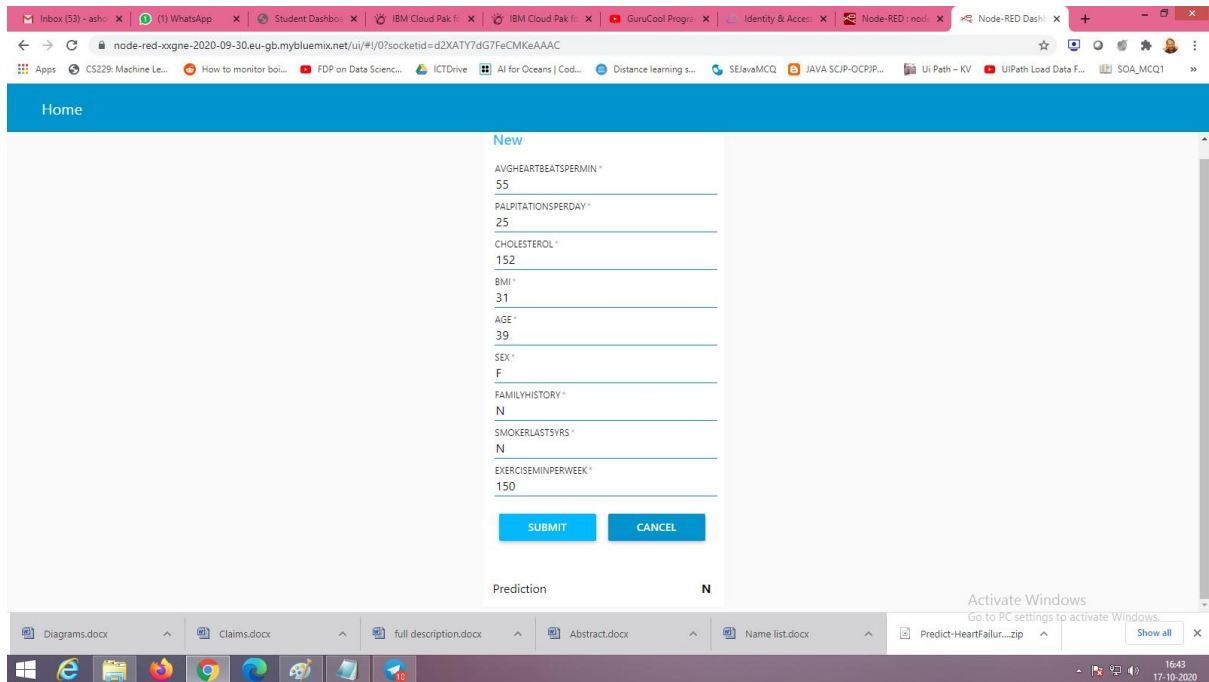 Inbox (53) - asho
(1) WhatsApp
Student Dashbo
IBM Cloud Pak fo
IBM Cloud Pak fo
GuruCool Progra
Identity & Access
Node-RED : node
Node-RED Dash
node-red-xxgne-2020-09-30.eu-gb.mybluemix.net/ui/#!/0?socketid=d2XATY7dG7FeCMKeAAAC
Apps
CS229: Machine Le...
How to monitor boi...
FDP on Data Scienc...
ICTDrive
AI for Oceans | Cod...
Distance learning s...
SEJavaMCQ
JAVA SCJP-OCPJP...
Ui Path – KV
UIPath Load Data F...
SOA_MCQ1
»
Home
New
AVGHEARTBEATSPERMIN *
55
PALPITATIONSPERDAY *
25
CHOLESTEROL *
152
BMI *
31
AGE *
39
SEX *
F
FAMILYHISTORY *
N
SMOKERLAST5YRS *
N
EXERCISEMINPERWEEK *
150
SUBMIT
CANCEL
Prediction N
Activate Windows
Go to PC settings to activate Windows.
Diagrams.docx
Claims.docx
full description.docx
Abstract.docx
Name list.docx
Predict-HeartFailur....zip
Show all
16:43
17-10-2020